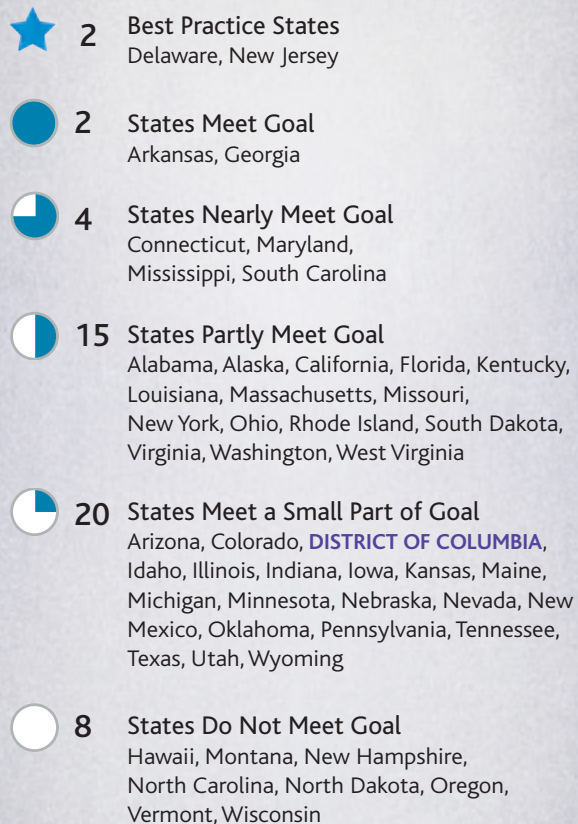 2 Best Practice States
Delaware, New Jersey
2 States Meet Goal
Arkansas, Georgia
4 States Nearly Meet Goal
Connecticut, Maryland,
Mississippi, South Carolina
15 States Partly Meet Goal
Alabama, Alaska, California, Florida, Kentucky,
Louisiana, Massachusetts, Missouri,
New York, Ohio, Rhode Island, South Dakota,
Virginia, Washington, West Virginia
20 States Meet a Small Part of Goal
Arizona, Colorado, DISTRICT OF COLUMBIA,
Idaho, Illinois, Indiana, Iowa, Kansas, Maine,
Michigan, Minnesota, Nebraska, Nevada, New
Mexico, Oklahoma, Pennsylvania, Tennessee,
Texas, Utah, Wyoming
8 States Do Not Meet Goal
Hawaii, Montana, New Hampshire,
North Carolina, North Dakota, Oregon,
Vermont, Wisconsin